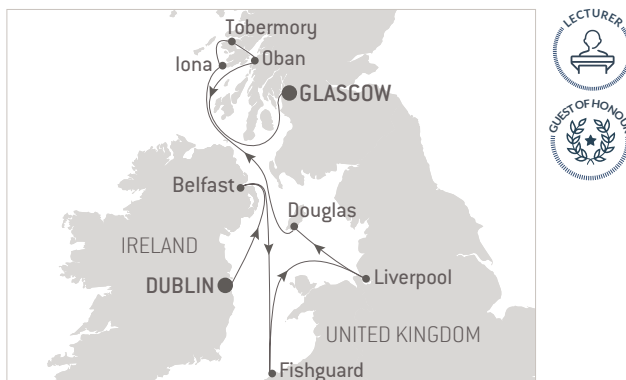 Tobermory
LECTURER
Iona
Oban
GLASGOW
GUEST OF HONOUR
Belfast
Douglas
IRELAND
DUBLIN
Liverpool
UNITED KINGDOM
Fishguard